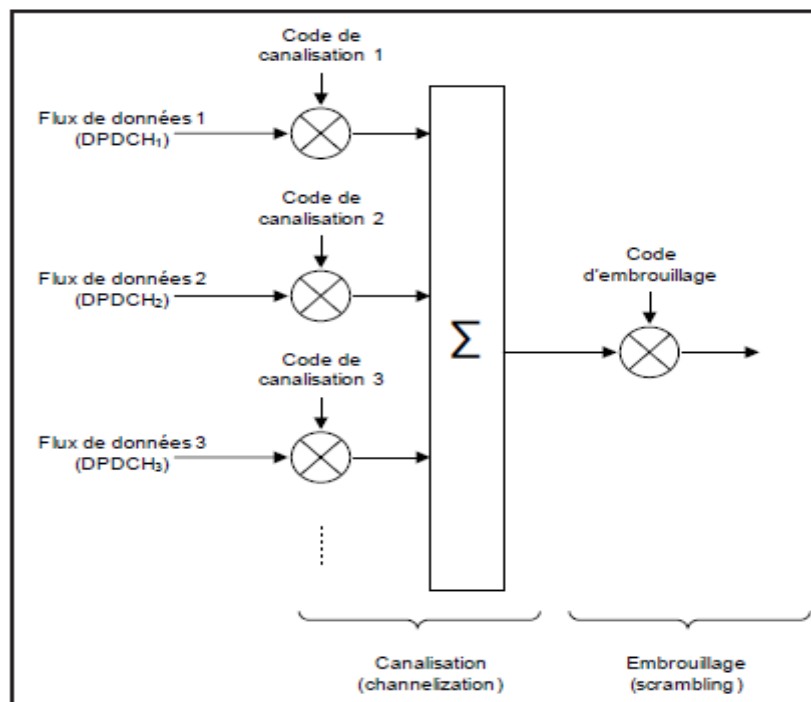 Code de
canalisation 1
Flux de données 1
(DPDCH₁)
Code de
canalisation 2
Flux de données 2
(DPDCH₂)
Code de
canalisation 3
Flux de données 3
(DPDCH₃)
Σ
Code
d'embrouillage
Canalisation
(channelization)
Embrouillage
(scrambling)